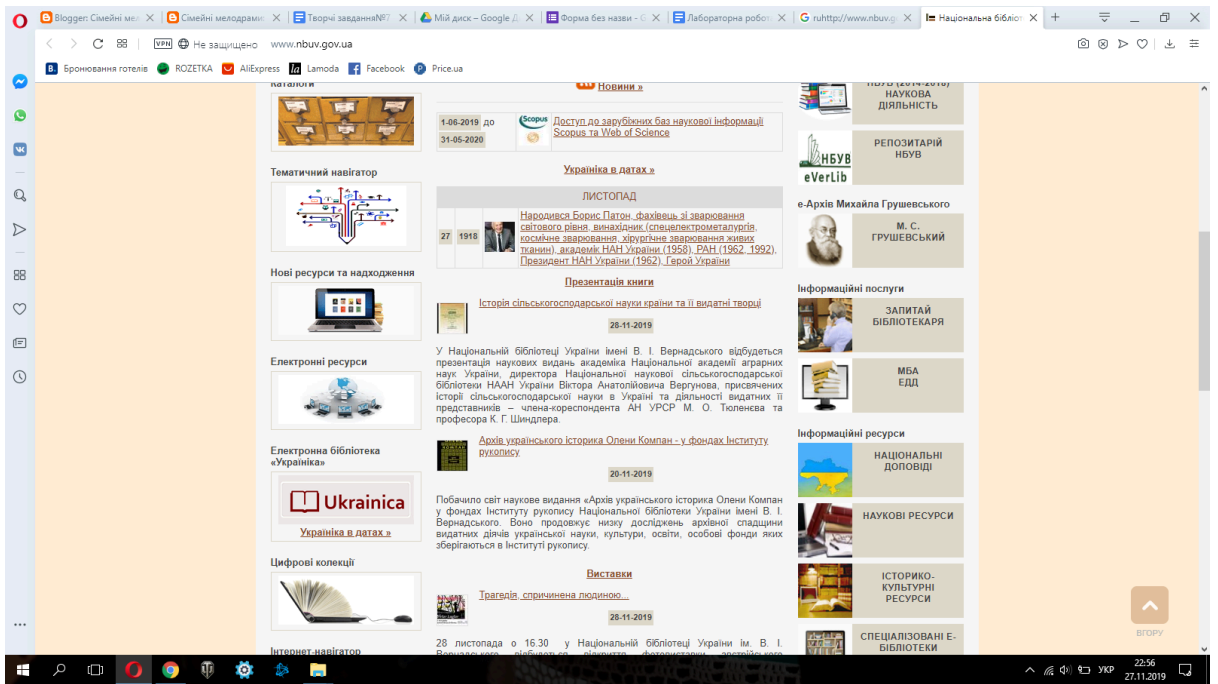 Blogger: Сімейні мел
Сімейні мелодрами:
Творчі завданняN°7
Мій диск – Google Д
Форма без назви - G
Лабораторна робота
ruhttp://www.nbuv.g
Національна бібліот
VPN Не защищено www.nbuv.gov.ua
Бронювання готелів ROZETKA AliExpress Lamoda Facebook Price.ua
Каталоги
Тематичний навігатор
Нові ресурси та надходження
Електронні ресурси
Електронна бібліотека
«Україніка»
Ukrainica
Україніка в датах »
Цифрові колекції
Інтернет-навігатор
Новини »
1-06-2019 до
31-05-2020
Scopus
Доступ до зарубіжних баз наукової інформації
Scopus та Web of Science
Україніка в датах »
ЛИСТОПАД
27 1918
Народився Борис Патон, фахівець зі зварювання
світового рівня, винахідник (спецелектрометалургія,
космічне зварювання, хірургічне зварювання живих
тканин), академік НАН України (1958), РАН (1962, 1992),
Президент НАН України (1962), Герой України
Презентація книги
Історія сільськогосподарської науки країни та її видатні творці
28-11-2019
У Національній бібліотеці України імені В. І. Вернадського відбудеться
презентація наукових видань академіка Національної академії аграрних
наук України, директора Національної наукової сільськогосподарської
бібліотеки НААН України Віктора Анатолійовича Вергунова, присвячених
історії сільськогосподарської науки в Україні та діяльності видатних її
представників – члена-кореспондента АН УРСР М. О. Тюленєва та
професора К. Г. Шиндлера.
Архів українського історика Олени Компан - у фондах Інституту
рукопису
20-11-2019
Побачило світ наукове видання «Архів українського історика Олени Компан
у фондах Інституту рукопису Національної бібліотеки України імені В. І.
Вернадського. Воно продовжує низку досліджень архівної спадщини
видатних діячів української науки, культури, освіти, особові фонди яких
зберігаються в Інституті рукопису.
Виставки
Трагедія, спричинена людиною...
28-11-2019
28 листопада о 16.30 у Національній бібліотеці України ім. В. І.
Вернадського відбудеться відкриття фотовиставки австрійського
НБУВ (2014-2018)
НАУКОВА
ДІЯЛЬНІСТЬ
НБУВ
eVerLib
РЕПОЗИТАРІЙ
НБУВ
е-Архів Михайла Грушевського
М. С.
ГРУШЕВСЬКИЙ
Інформаційні послуги
ЗАПИТАЙ
БІБЛІОТЕКАРЯ
МБА
ЕДД
Інформаційні ресурси
НАЦІОНАЛЬНІ
ДОПОВІДІ
НАУКОВІ РЕСУРСИ
ІСТОРИКО-
КУЛЬТУРНІ
РЕСУРСИ
СПЕЦІАЛІЗОВАНІ Е-
БІБЛІОТЕКИ
ВГОРУ
УКР
22:56
27.11.2019